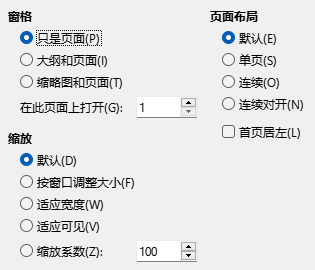 窗格
只是页面(P)
大纲和页面(I)
缩略图和页面(T)
在此页面上打开(G): 1
缩放
默认(D)
按窗口调整大小(F)
适应宽度(W)
适应可见(V)
缩放系数(Z): 100
页面布局
默认(E)
单页(S)
连续(O)
连续对开(N)
首页居左(L)